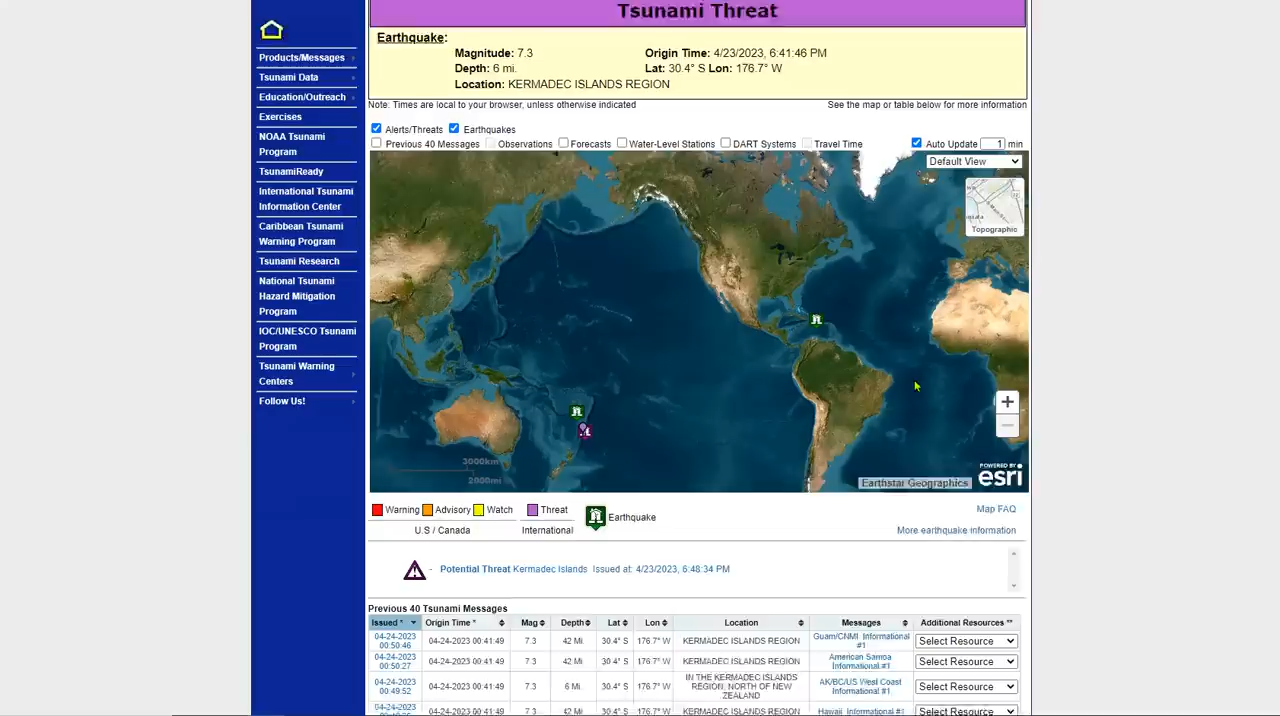 Tsunami Threat
Earthquake:
Magnitude: 7.3 Origin Time: 4/23/2023, 6:41:46 PM
Depth: 6 mi. Lat: 30.4° S Lon: 176.7° W
Location: KERMADEC ISLANDS REGION
Note: Times are local to your browser, unless otherwise indicated See the map or table below for more information
Products/Messages
Tsunami Data
Education/Outreach
Exercises
NOAA Tsunami
Program
TsunamiReady
International Tsunami
Information Center
Caribbean Tsunami
Warning Program
Tsunami Research
National Tsunami
Hazard Mitigation
Program
IOC/UNESCO Tsunami
Program
Tsunami Warning
Centers
Follow Us!
Alerts/Threats Earthquakes
Previous 40 Messages Observations Forecasts Water-Level Stations DART Systems Travel Time Auto Update 1 min
Default View
Topographic
+
−
3000km
2000mi
Earthstar Geographics
POWERED BY
esri
Warning Advisory Watch Threat Earthquake
U.S / Canada International
Map FAQ
More earthquake information
- Potential Threat Kermadec Islands Issued at: 4/23/2023, 6:48:34 PM
Previous 40 Tsunami Messages
Issued * Origin Time * Mag Depth Lat Lon Location Messages Additional Resources **
04-24-2023
00:50:46 04-24-2023 00:41:49 7.3 42 Mi. 30.4° S 176.7° W KERMADEC ISLANDS REGION Guam/CNMI Informational
#1 Select Resource
04-24-2023
00:50:27 04-24-2023 00:41:49 7.3 42 Mi. 30.4° S 176.7° W KERMADEC ISLANDS REGION American Samoa
Informational #1 Select Resource
04-24-2023
00:49:52 04-24-2023 00:41:49 7.3 6 Mi. 30.4° S 176.7° W IN THE KERMADEC ISLANDS
REGION, NORTH OF NEW
ZEALAND AK/BC/US West Coast
Informational #1 Select Resource
04-24-2023
04-24-2023 00:41:49 7.3 42 Mi. 30.4° S 176.7° W KERMADEC ISLANDS REGION Hawaii Informational #1 Select Resource